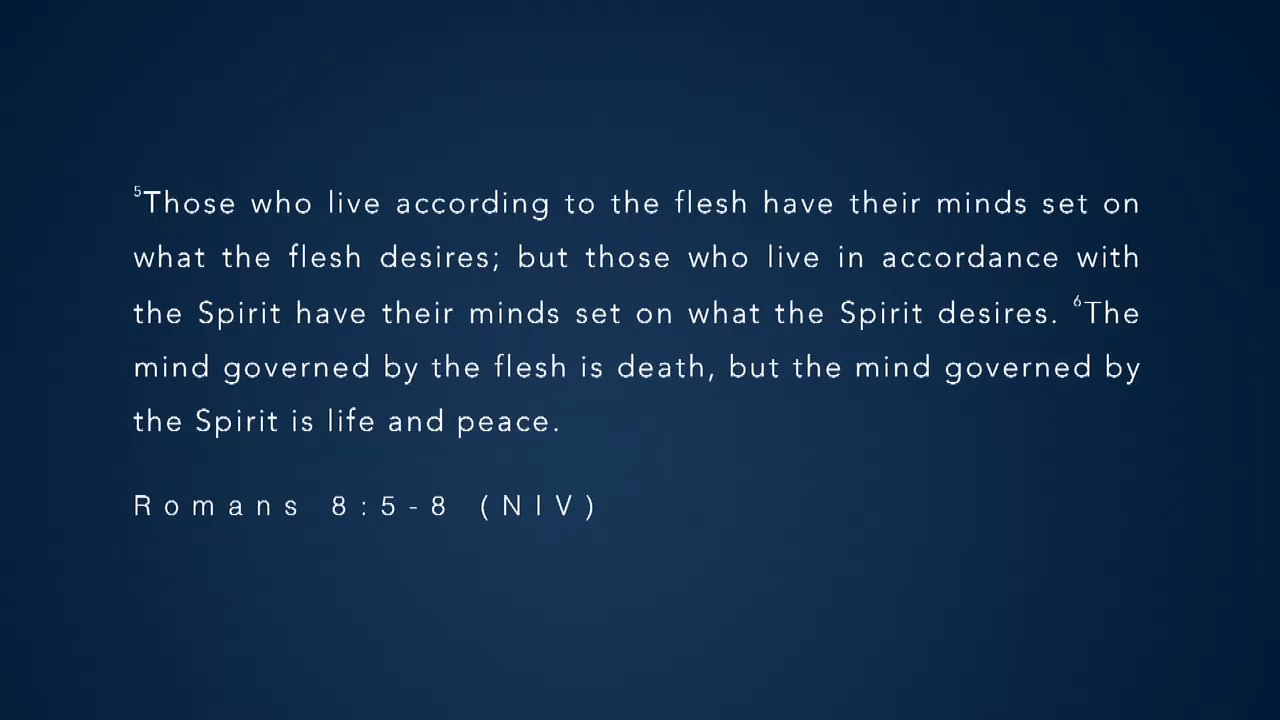 ⁵Those who live according to the flesh have their minds set on
what the flesh desires; but those who live in accordance with
the Spirit have their minds set on what the Spirit desires. ⁶The
mind governed by the flesh is death, but the mind governed by
the Spirit is life and peace.
Romans 8:5-8 (NIV)